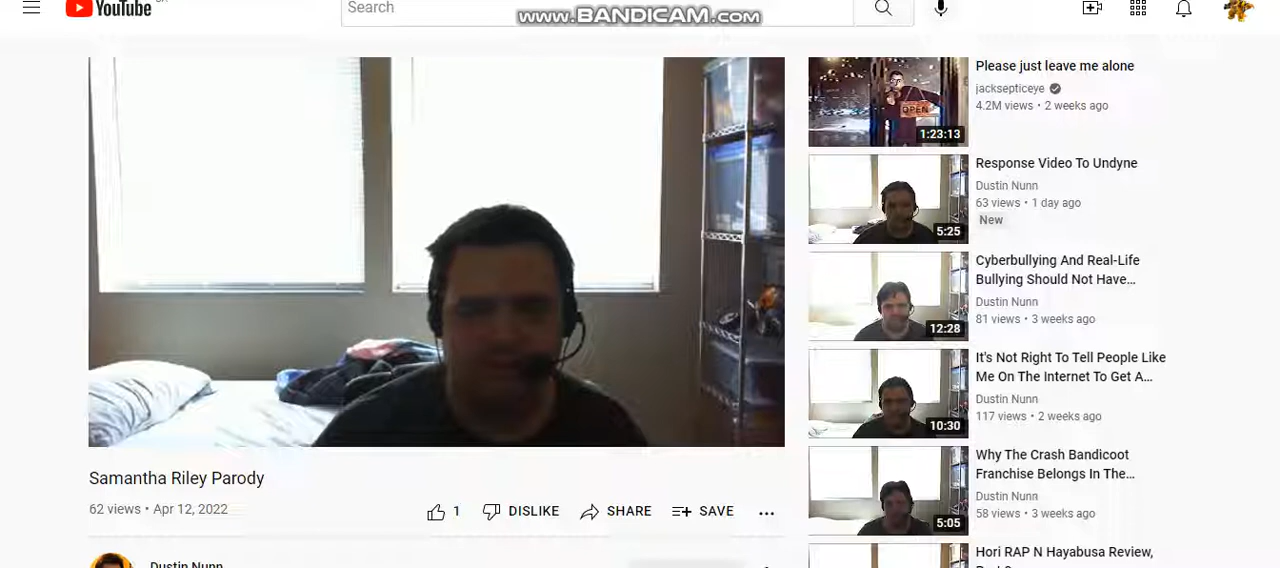 YouTube
Search
www.BANDICAM.com
Samantha Riley Parody
62 views • Apr 12, 2022
1
DISLIKE
SHARE
SAVE
Dustin Nunn
OPEN
1:23:13
Please just leave me alone
jacksepticeye
4.2M views • 2 weeks ago
5:25
Response Video To Undyne
Dustin Nunn
63 views • 1 day ago
New
12:28
Cyberbullying And Real-Life
Bullying Should Not Have...
Dustin Nunn
81 views • 3 weeks ago
10:30
It's Not Right To Tell People Like
Me On The Internet To Get A...
Dustin Nunn
117 views • 2 weeks ago
5:05
Why The Crash Bandicoot
Franchise Belongs In The...
Dustin Nunn
58 views • 3 weeks ago
Hori RAP N Hayabusa Review,